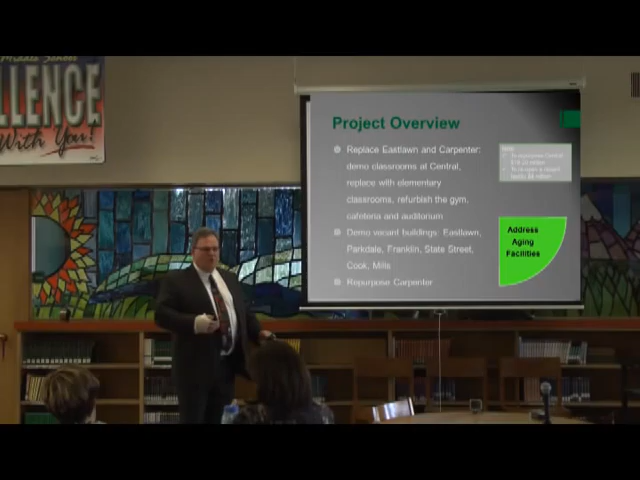 Middle School
LLENCE
With You!
Project Overview
Replace Eastlawn and Carpenter:
demo classrooms at Central,
replace with elementary
classrooms, refurbish the gym,
cafeteria and auditorium
Demo vacant buildings: Eastlawn,
Parkdale, Franklin, State Street,
Cook, Mills
Repurpose Carpenter
Address
Aging
Facilities